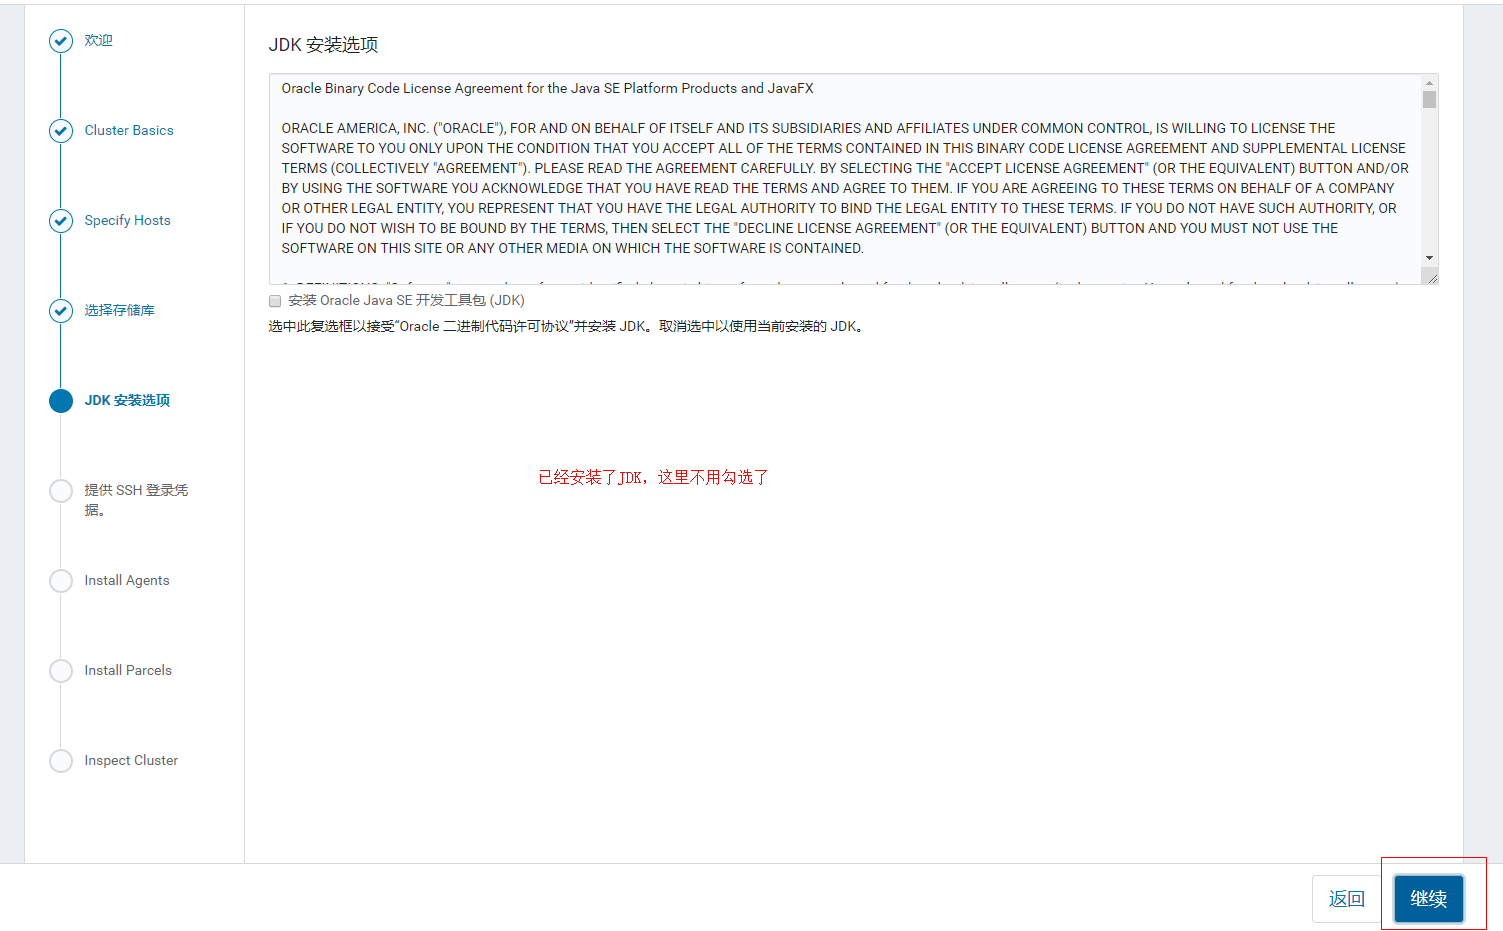 欢迎
Cluster Basics
Specify Hosts
选择存储库
JDK 安装选项
提供 SSH 登录凭
据。
Install Agents
Install Parcels
Inspect Cluster
JDK 安装选项
Oracle Binary Code License Agreement for the Java SE Platform Products and JavaFX
ORACLE AMERICA, INC. ("ORACLE"), FOR AND ON BEHALF OF ITSELF AND ITS SUBSIDIARIES AND AFFILIATES UNDER COMMON CONTROL, IS WILLING TO LICENSE THE
SOFTWARE TO YOU ONLY UPON THE CONDITION THAT YOU ACCEPT ALL OF THE TERMS CONTAINED IN THIS BINARY CODE LICENSE AGREEMENT AND SUPPLEMENTAL LICENSE
TERMS (COLLECTIVELY "AGREEMENT"). PLEASE READ THE AGREEMENT CAREFULLY. BY SELECTING THE "ACCEPT LICENSE AGREEMENT" (OR THE EQUIVALENT) BUTTON AND/OR
BY USING THE SOFTWARE YOU ACKNOWLEDGE THAT YOU HAVE READ THE TERMS AND AGREE TO THEM. IF YOU ARE AGREEING TO THESE TERMS ON BEHALF OF A COMPANY
OR OTHER LEGAL ENTITY, YOU REPRESENT THAT YOU HAVE THE LEGAL AUTHORITY TO BIND THE LEGAL ENTITY TO THESE TERMS. IF YOU DO NOT HAVE SUCH AUTHORITY, OR
IF YOU DO NOT WISH TO BE BOUND BY THE TERMS, THEN SELECT THE "DECLINE LICENSE AGREEMENT" (OR THE EQUIVALENT) BUTTON AND YOU MUST NOT USE THE
SOFTWARE ON THIS SITE OR ANY OTHER MEDIA ON WHICH THE SOFTWARE IS CONTAINED.
安装 Oracle Java SE 开发工具包 (JDK)
选中此复选框以接受“Oracle 二进制代码许可协议”并安装 JDK。取消选中以使用当前安装的 JDK。
已经安装了JDK，这里不用勾选了
返回
继续